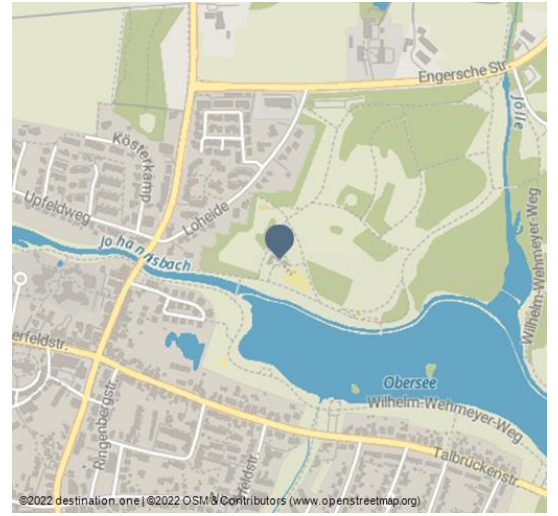 Engersche Str.
Jölle
Kösterkamp
Upfeldweg
Loheide
Johannisbach
Wilhelm-Wehmeyer-Weg
erfeldstr.
Obersee
Wilhelm-Wehmeyer-Weg
Ringenbergstr.
Talbrückenstr.
erfeldstr.
©2022 destination.one | ©2022 OSM & Contributors (www.openstreetmap.org)